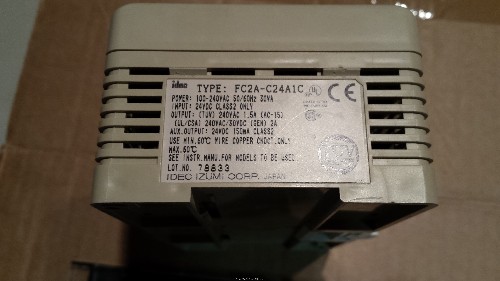 idec TYPE: FC2A-C24A1C
POWER: 100-240VAC 50/60Hz 30VA
INPUT: 24VDC CLASS2 ONLY
OUTPUT: (TUV) 240VAC 1.5A (AC-15)
(UL/CSA) 240VAC/30VDC (GEN) 2A
AUX.OUTPUT: 24VDC 150mA CLASS2
USE MIN.60°C WIRE COPPER CNDCT.ONLY
MAX.60°C
SEE INSTR.MANU.FOR MODELS TO BE USED
LOT.NO. 78833
IDEC IZUMI CORP. JAPAN